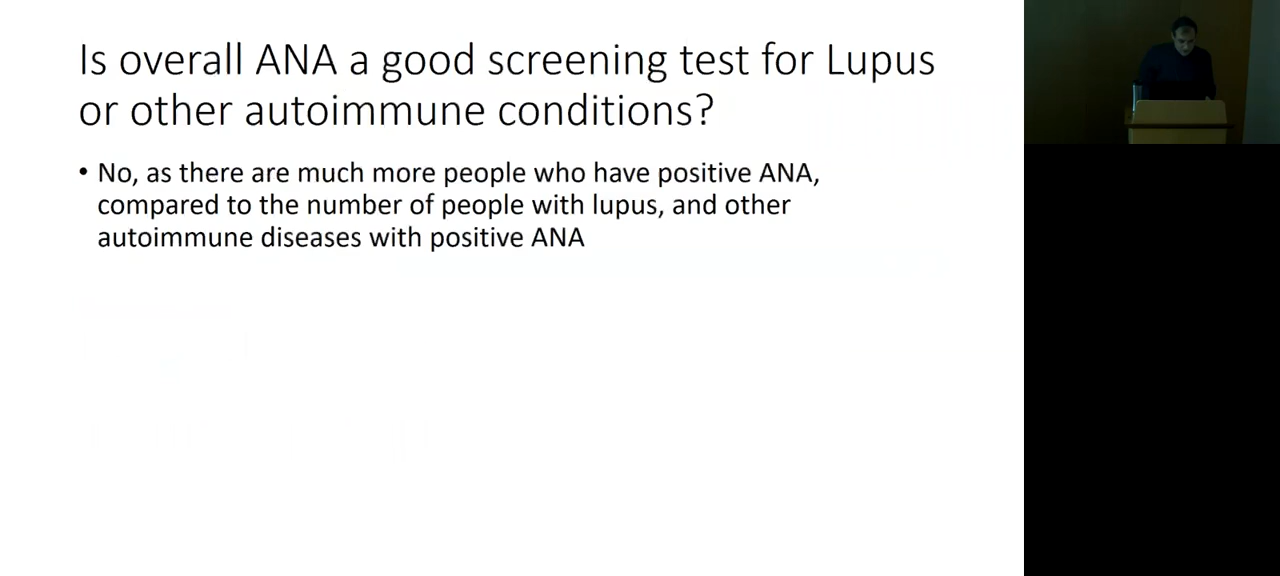 Is overall ANA a good screening test for Lupus
or other autoimmune conditions?
• No, as there are much more people who have positive ANA,
compared to the number of people with lupus, and other
autoimmune diseases with positive ANA